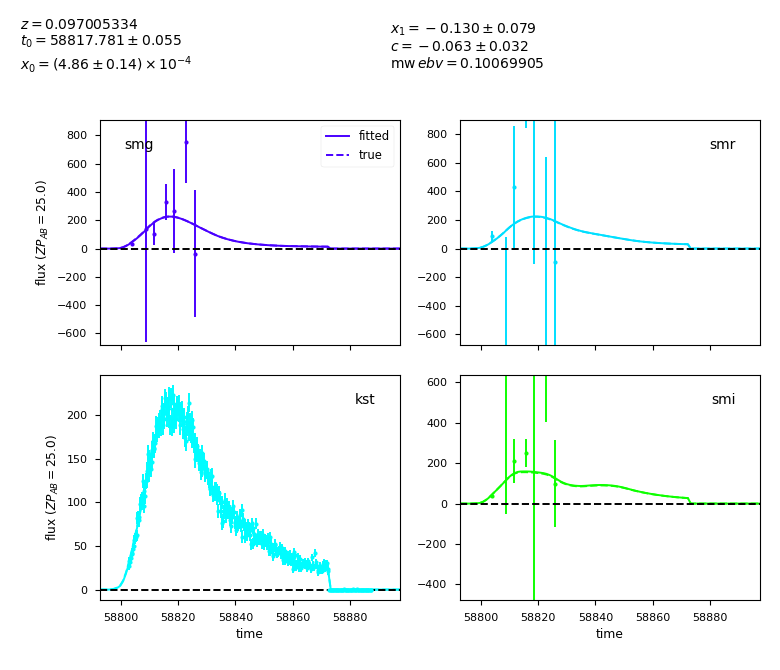 z = 0.097005334
t₀ = 58817.781 ± 0.055
x₀ = (4.86 ± 0.14) × 10⁻⁴
x₁ = −0.130 ± 0.079
c = −0.063 ± 0.032
mw ebv = 0.10069905
smg
fitted
true
800
600
400
200
0
−200
−400
−600
flux (ZP_AB = 25.0)
smr
800
600
400
200
0
−200
−400
−600
kst
200
150
100
50
0
flux (ZP_AB = 25.0)
58800 58820 58840 58860 58880
time
smi
600
400
200
0
−200
−400
58800 58820 58840 58860 58880
time